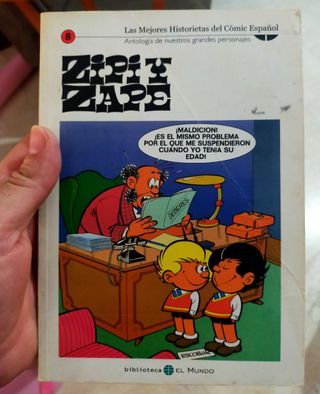 8
Las Mejores Historietas del Cómic Español
Antología de nuestros grandes personajes
ZIPI Y
ZAPE
¡MALDICION!
¡ES EL MISMO PROBLEMA
POR EL QUE ME SUSPENDIERON
CUANDO YO TENIA SU
EDAD!
DEBERES
ESCOBAR
biblioteca EL MUNDO